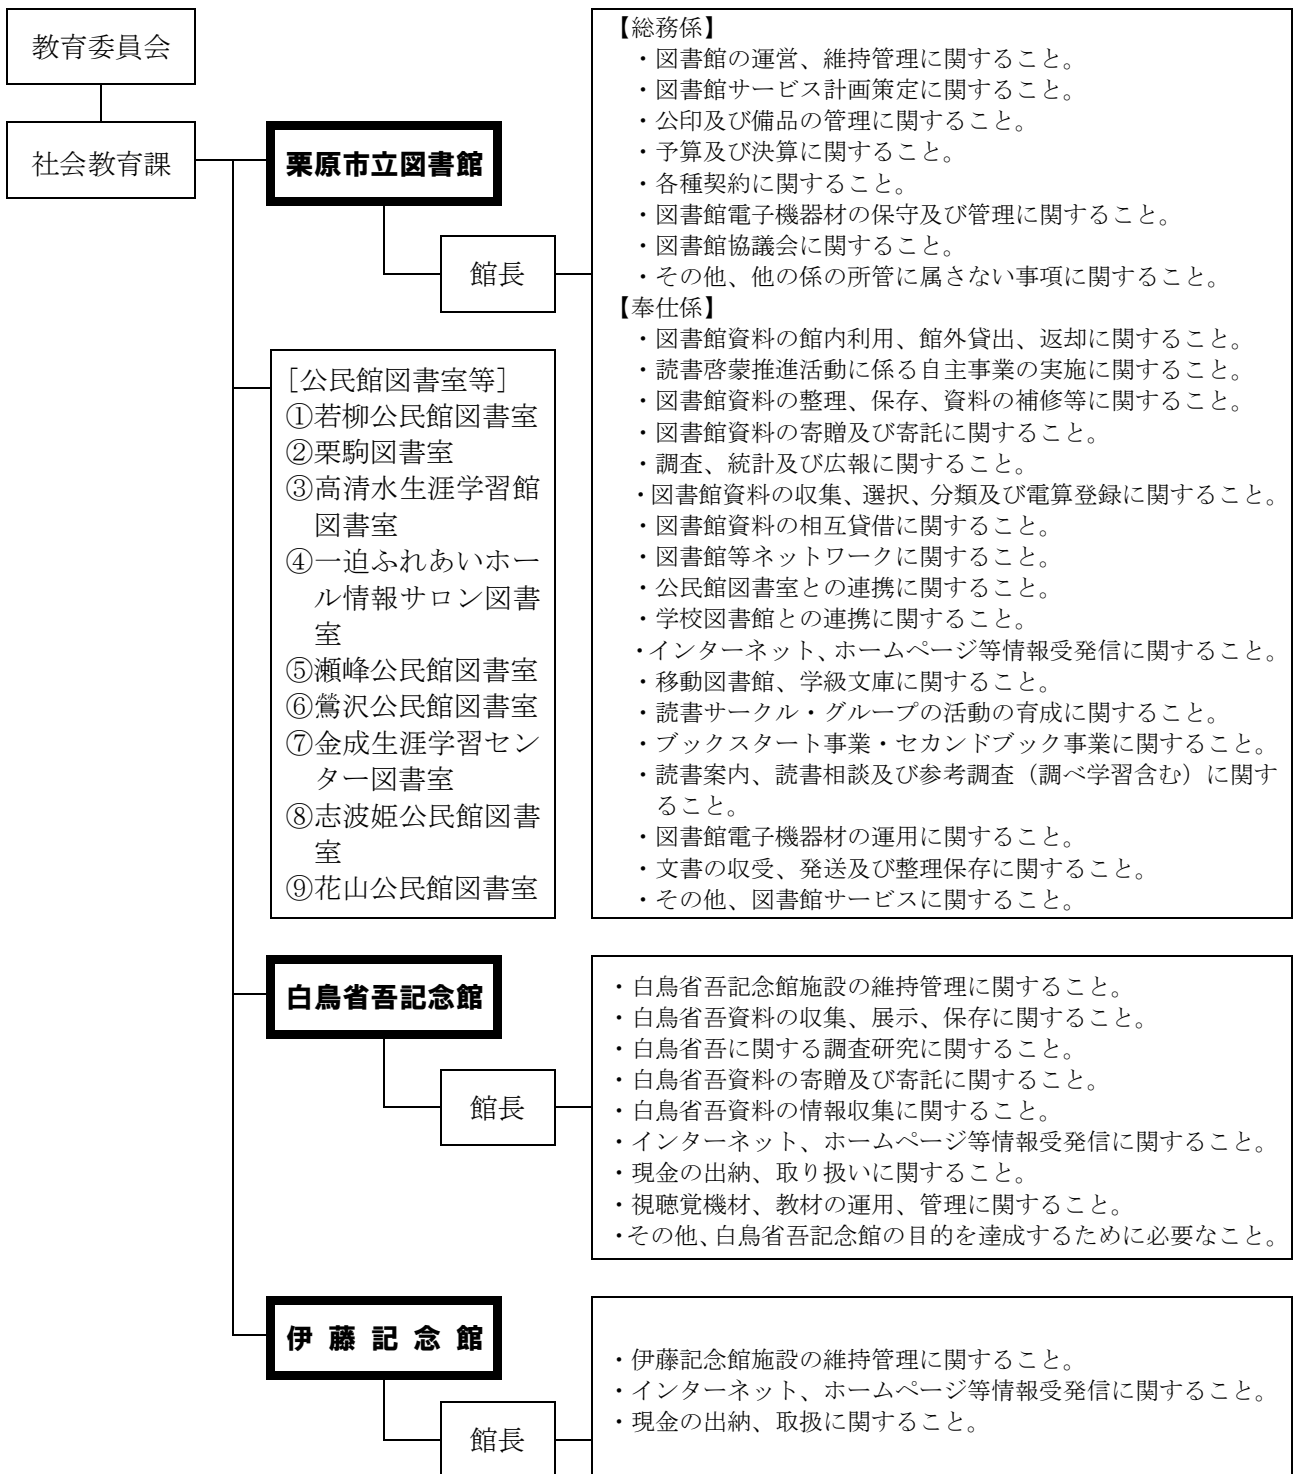 教育委員会
社会教育課
栗原市立図書館
館長
【総務係】
・図書館の運営、維持管理に関すること。
・図書館サービス計画策定に関すること。
・公印及び備品の管理に関すること。
・予算及び決算に関すること。
・各種契約に関すること。
・図書館電子機器材の保守及び管理に関すること。
・図書館協議会に関すること。
・その他、他の係の所管に属さない事項に関すること。
【奉仕係】
・図書館資料の館内利用、館外貸出、返却に関すること。
・読書啓蒙推進活動に係る自主事業の実施に関すること。
・図書館資料の整理、保存、資料の補修等に関すること。
・図書館資料の寄贈及び寄託に関すること。
・調査、統計及び広報に関すること。
・図書館資料の収集、選択、分類及び電算登録に関すること。
・図書館資料の相互貸借に関すること。
・図書館等ネットワークに関すること。
・公民館図書室との連携に関すること。
・学校図書館との連携に関すること。
・インターネット、ホームページ等情報受発信に関すること。
・移動図書館、学級文庫に関すること。
・読書サークル・グループの活動の育成に関すること。
・ブックスタート事業・セカンドブック事業に関すること。
・読書案内、読書相談及び参考調査（調べ学習含む）に関す
ること。
・図書館電子機器材の運用に関すること。
・文書の収受、発送及び整理保存に関すること。
・その他、図書館サービスに関すること。
［公民館図書室等］
①若柳公民館図書室
②栗駒図書室
③高清水生涯学習館
図書室
④一迫ふれあいホー
ル情報サロン図書
室
⑤瀬峰公民館図書室
⑥鶯沢公民館図書室
⑦金成生涯学習セン
ター図書室
⑧志波姫公民館図書
室
⑨花山公民館図書室
白鳥省吾記念館
館長
・白鳥省吾記念館施設の維持管理に関すること。
・白鳥省吾資料の収集、展示、保存に関すること。
・白鳥省吾に関する調査研究に関すること。
・白鳥省吾資料の寄贈及び寄託に関すること。
・白鳥省吾資料の情報収集に関すること。
・インターネット、ホームページ等情報受発信に関すること。
・現金の出納、取り扱いに関すること。
・視聴覚機材、教材の運用、管理に関すること。
・その他、白鳥省吾記念館の目的を達成するために必要なこと。
伊藤記念館
館長
・伊藤記念館施設の維持管理に関すること。
・インターネット、ホームページ等情報受発信に関すること。
・現金の出納、取扱に関すること。